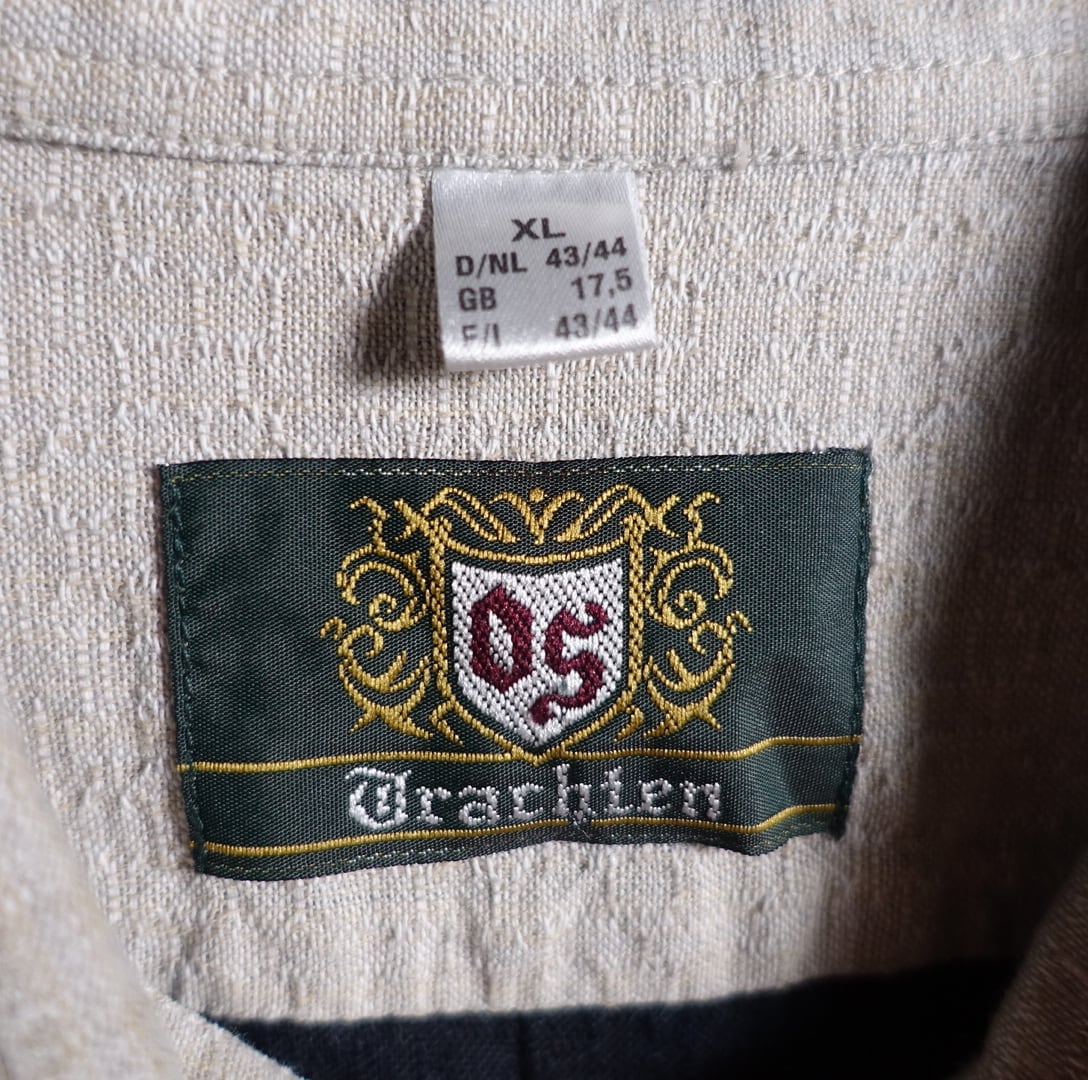 XL
D/NL 43/44
GB 17,5
F/I 43/44
OS
Trachten